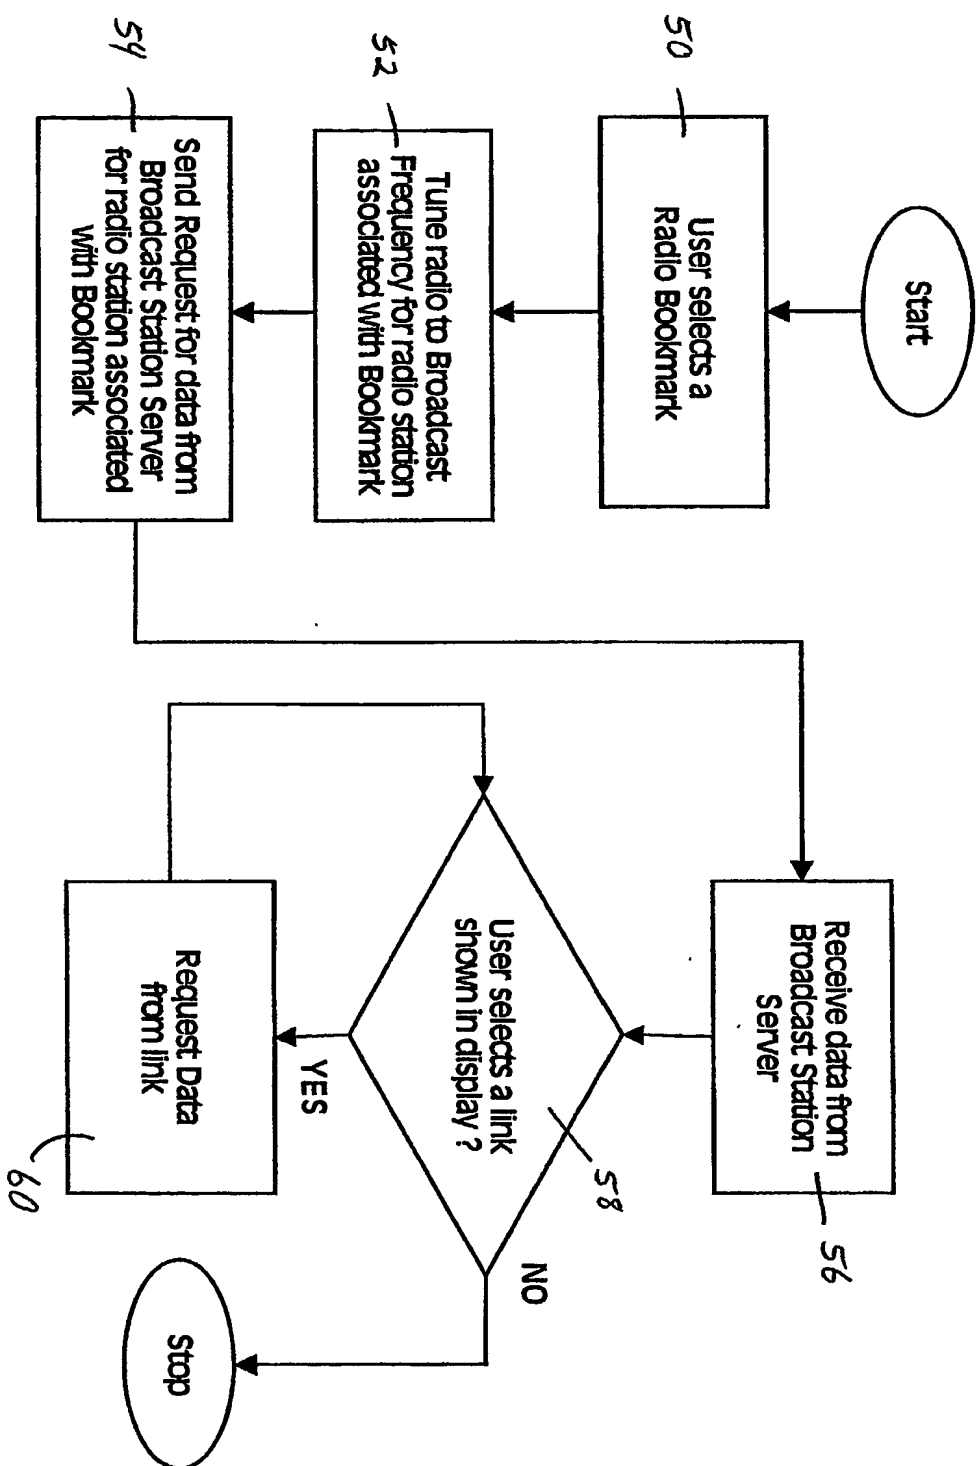 Start
50
User selects a
Radio Bookmark
52
Tune radio to Broadcast
Frequency for radio station
associated with Bookmark
54
Send Request for data from
Broadcast Station Server
for radio station associated
with Bookmark
Receive data from
Broadcast Station
Server
56
User selects a link
shown in display ?
58
YES
NO
Request Data
from link
60
Stop